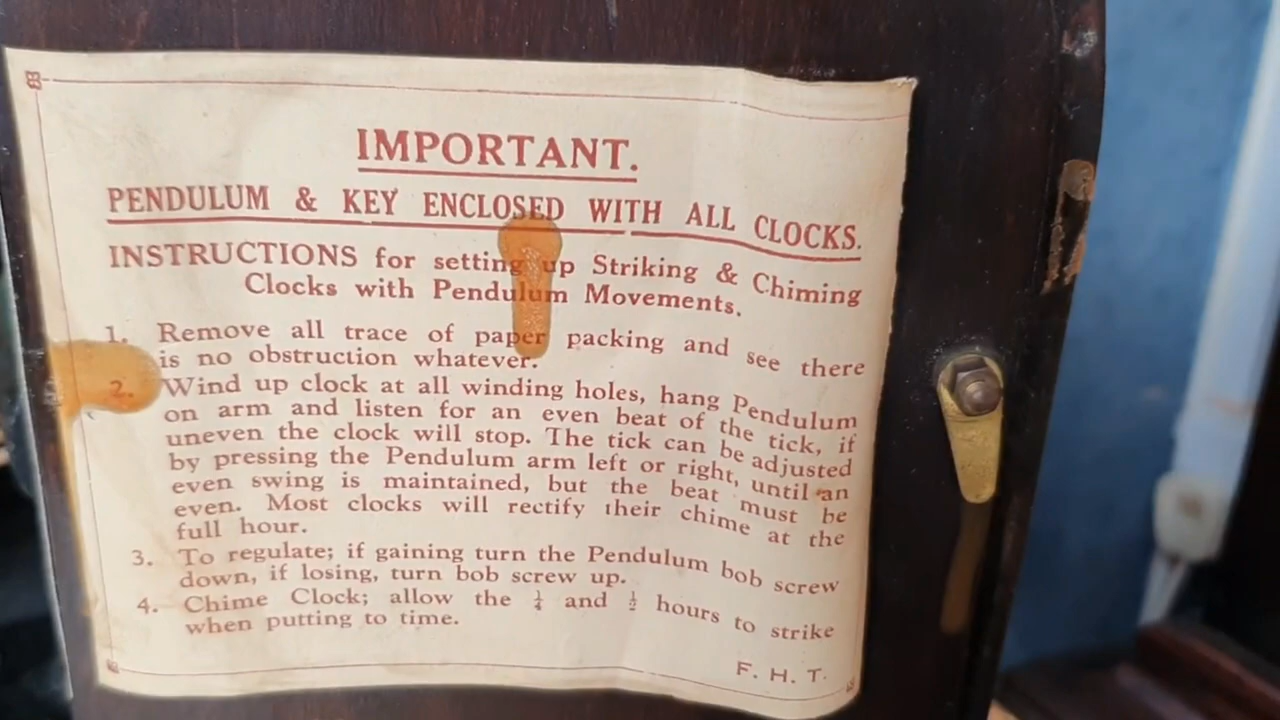 IMPORTANT.
PENDULUM & KEY ENCLOSED WITH ALL CLOCKS.
INSTRUCTIONS for setting up Striking & Chiming
Clocks with Pendulum Movements.
1. Remove all trace of paper packing and see there
is no obstruction whatever.
2. Wind up clock at all winding holes, hang Pendulum
on arm and listen for an even beat of the tick, if
uneven the clock will stop. The tick can be adjusted
by pressing the Pendulum arm left or right, until an
even swing is maintained, but the beat must be
even. Most clocks will rectify their chime at the
full hour.
3. To regulate; if gaining turn the Pendulum bob screw
down, if losing, turn bob screw up.
4. Chime Clock; allow the ¼ and ½ hours to strike
when putting to time.
F. H. T.